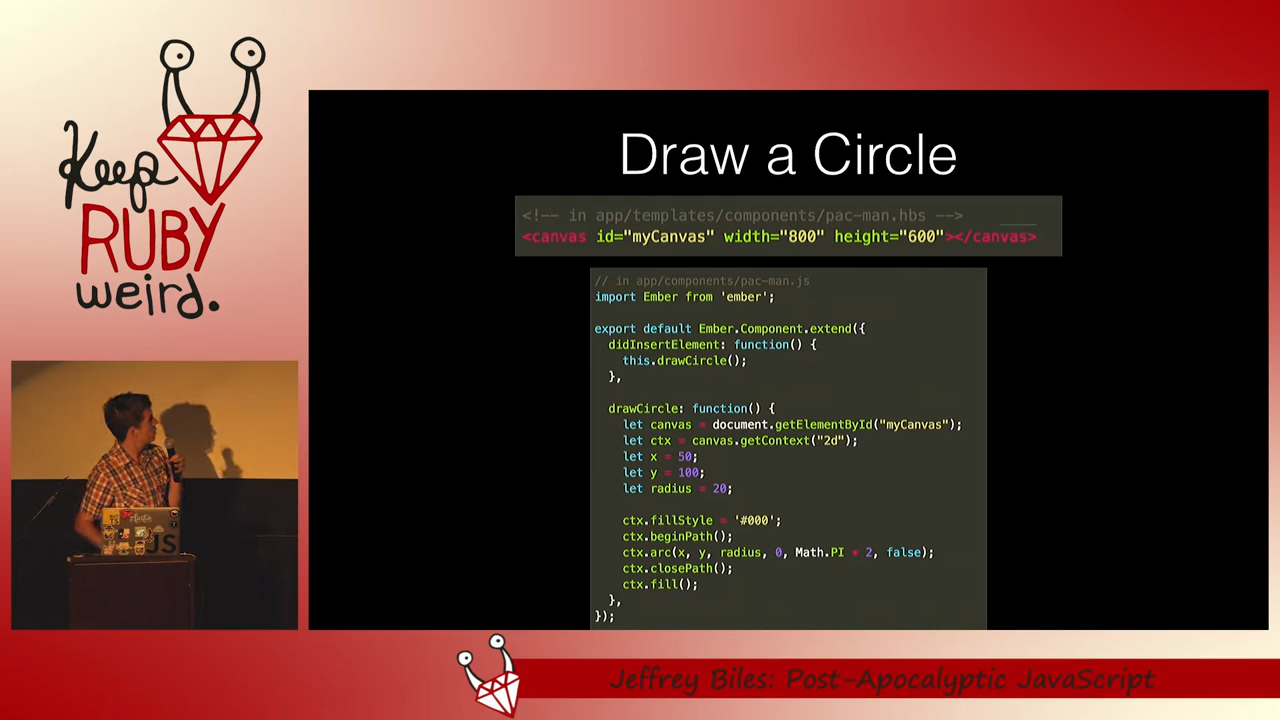 Keep
RUBY
weird.
Draw a Circle
<!-- in app/templates/components/pac-man.hbs -->
<canvas id="myCanvas" width="800" height="600"></canvas>
// in app/components/pac-man.js
import Ember from 'ember';
export default Ember.Component.extend({
didInsertElement: function() {
this.drawCircle();
},
drawCircle: function() {
let canvas = document.getElementById("myCanvas");
let ctx = canvas.getContext("2d");
let x = 50;
let y = 100;
let radius = 20;
ctx.fillStyle = '#000';
ctx.beginPath();
ctx.arc(x, y, radius, 0, Math.PI * 2, false);
ctx.closePath();
ctx.fill();
},
});
JS
Jeffrey Biles: Post-Apocalyptic JavaScript